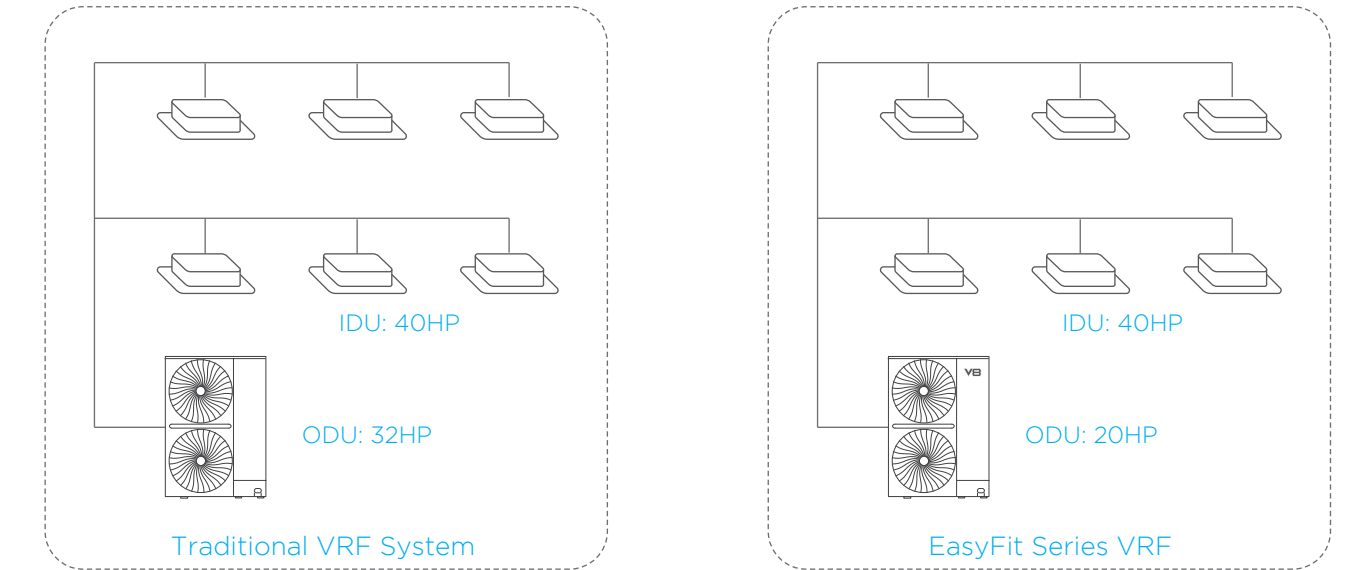 IDU: 40HP
ODU: 32HP
Traditional VRF System
IDU: 40HP
V8
ODU: 20HP
EasyFit Series VRF